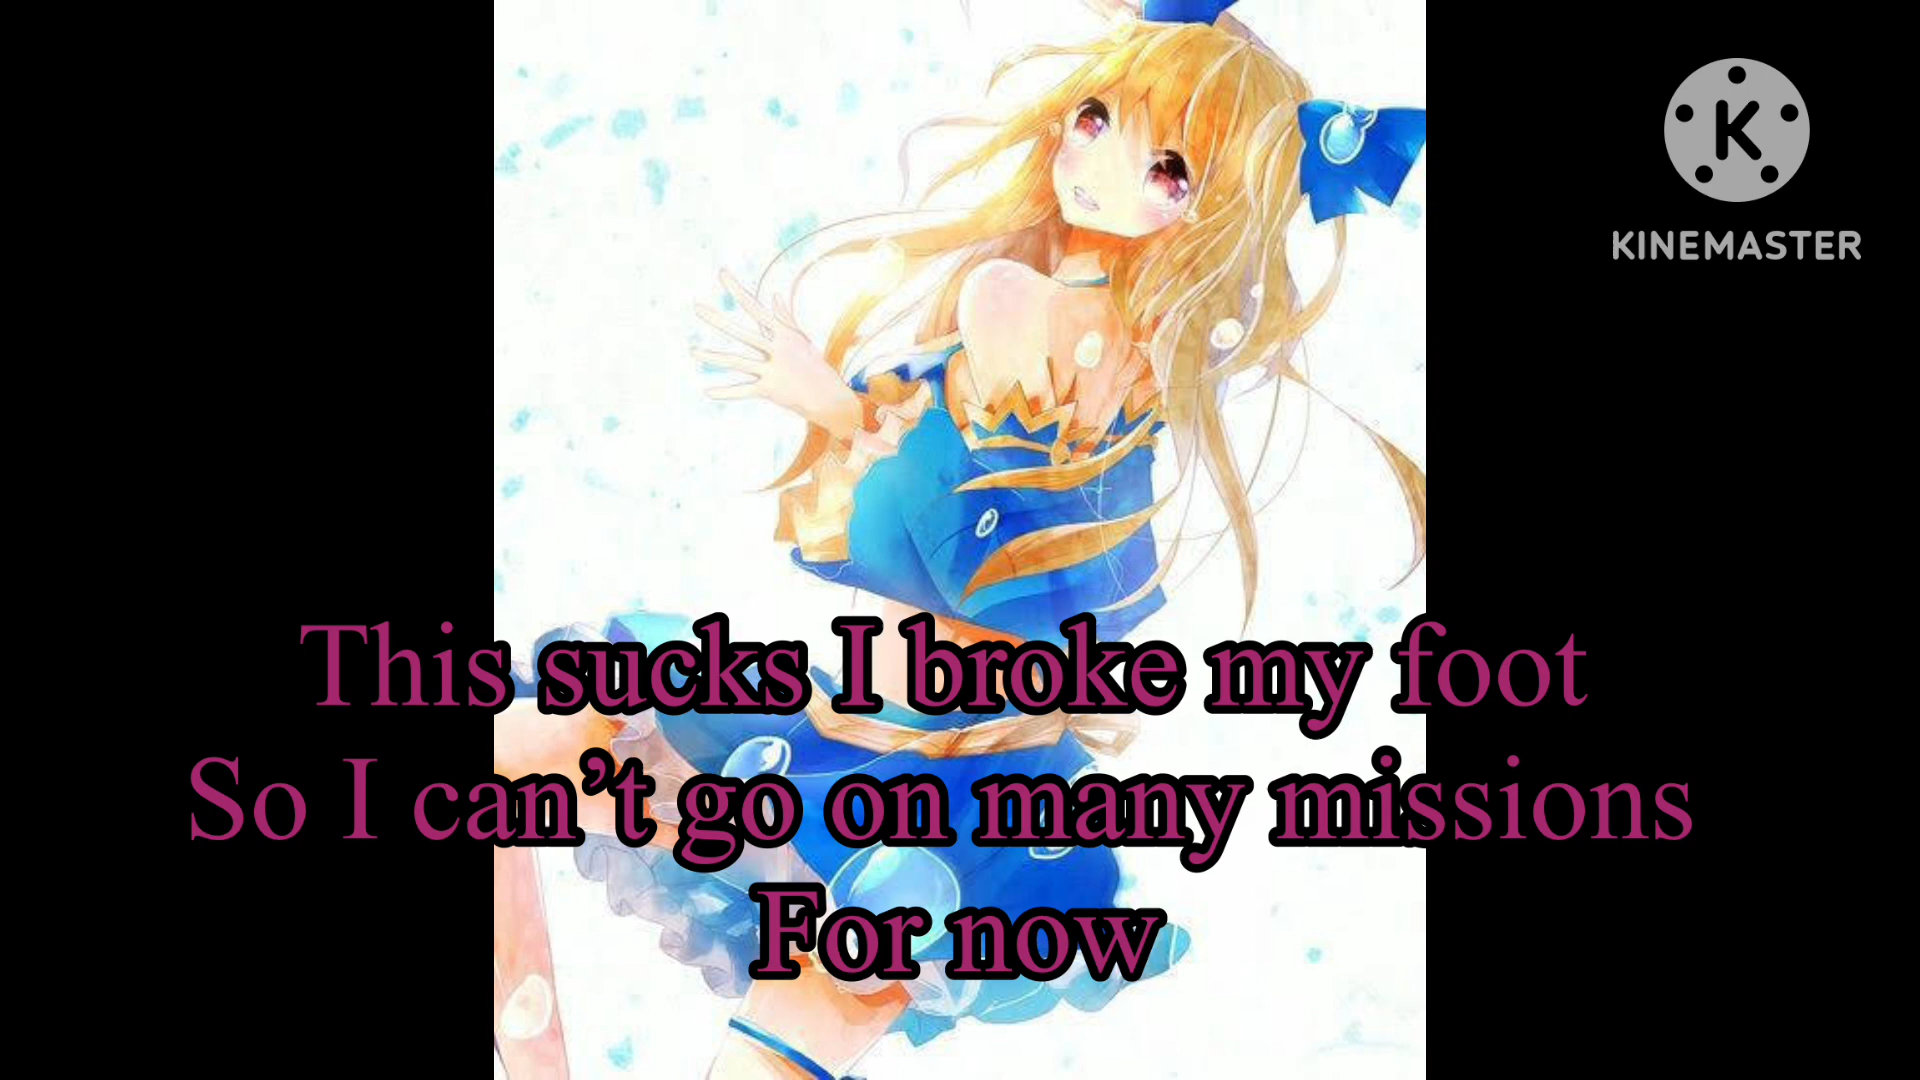 K
KINEMASTER
This sucks I broke my foot
So I can’t go on many missions
For now